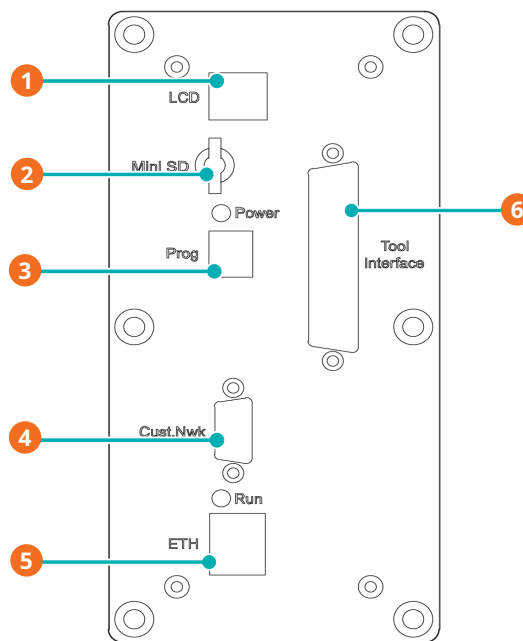 1
LCD
2
Mini SD
Power
6
3
Prog
Tool
Interface
4
Cust.Nwk
Run
5
ETH